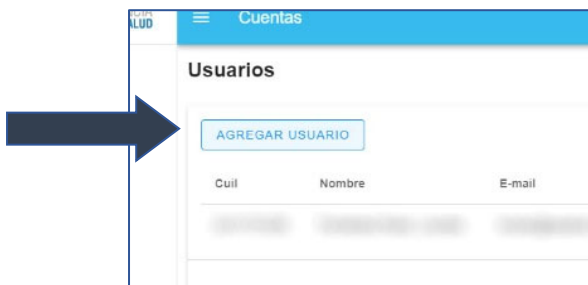 ALUD
Cuentas
Usuarios
AGREGAR USUARIO
Cuil Nombre E-mail